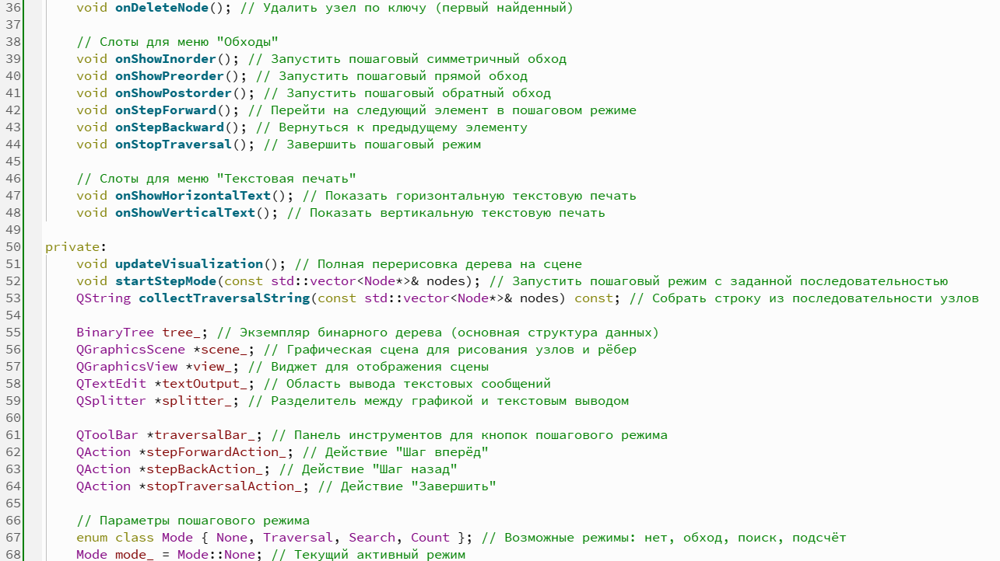 36 void onDeleteNode(); // Удалить узел по ключу (первый найденный)
37
38 // Слоты для меню "Обходы"
39 void onShowInorder(); // Запустить пошаговый симметричный обход
40 void onShowPreorder(); // Запустить пошаговый прямой обход
41 void onShowPostorder(); // Запустить пошаговый обратный обход
42 void onStepForward(); // Перейти на следующий элемент в пошаговом режиме
43 void onStepBackward(); // Вернуться к предыдущему элементу
44 void onStopTraversal(); // Завершить пошаговый режим
45
46 // Слоты для меню "Текстовая печать"
47 void onShowHorizontalText(); // Показать горизонтальную текстовую печать
48 void onShowVerticalText(); // Показать вертикальную текстовую печать
49
50 private:
51 void updateVisualization(); // Полная перерисовка дерева на сцене
52 void startStepMode(const std::vector<Node*>& nodes); // Запустить пошаговый режим с заданной последовательностью
53 QString collectTraversalString(const std::vector<Node*>& nodes) const; // Собрать строку из последовательности узлов
54
55 BinaryTree tree_; // Экземпляр бинарного дерева (основная структура данных)
56 QGraphicsScene *scene_; // Графическая сцена для рисования узлов и рёбер
57 QGraphicsView *view_; // Виджет для отображения сцены
58 QTextEdit *textOutput_; // Область вывода текстовых сообщений
59 QSplitter *splitter_; // Разделитель между графикой и текстовым выводом
60
61 QToolBar *traversalBar_; // Панель инструментов для кнопок пошагового режима
62 QAction *stepForwardAction_; // Действие "Шаг вперёд"
63 QAction *stepBackAction_; // Действие "Шаг назад"
64 QAction *stopTraversalAction_; // Действие "Завершить"
65
66 // Параметры пошагового режима
67 enum class Mode { None, Traversal, Search, Count }; // Возможные режимы: нет, обход, поиск, подсчёт
68 Mode mode_ = Mode::None; // Текущий активный режим